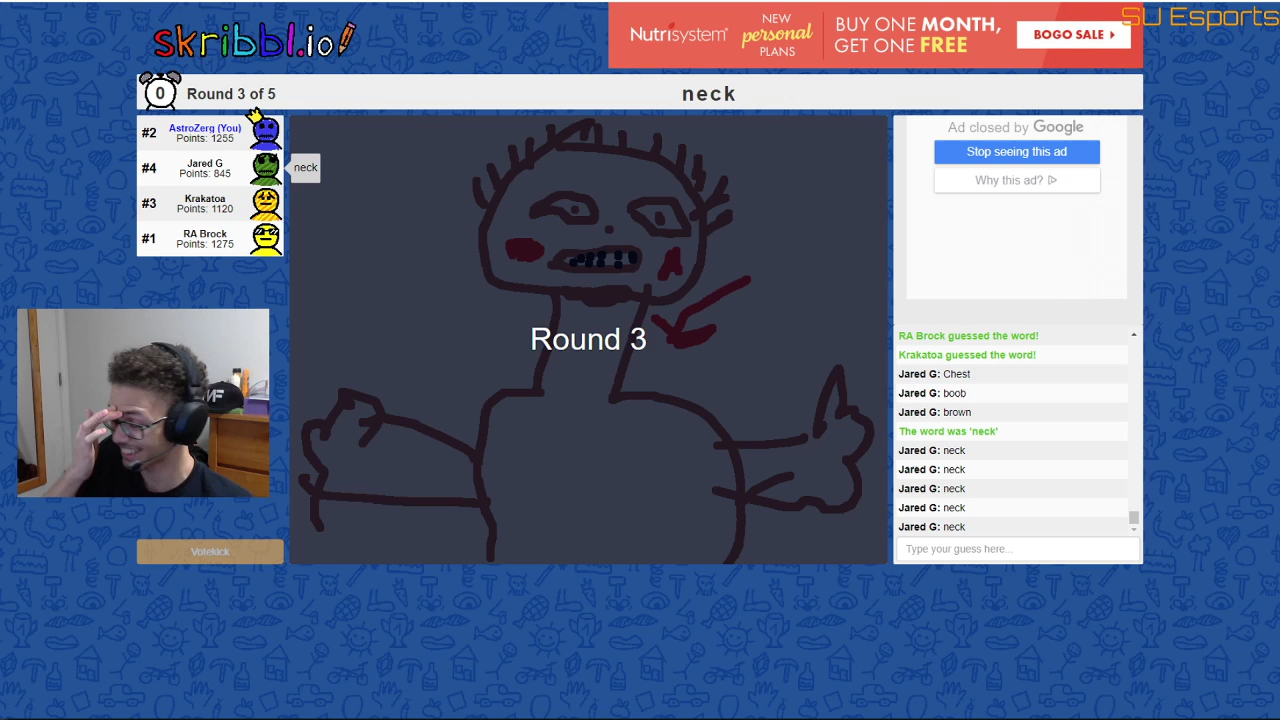 skribbl.io
Nutrisystem
NEW
personal
PLANS
BUY ONE MONTH,
GET ONE FREE
BOGO SALE
SU Esports
0
Round 3 of 5
neck
#2
AstroZerg (You)
Points: 1255
#4
Jared G
Points: 845
neck
#3
Krakatoa
Points: 1120
#1
RA Brock
Points: 1275
Round 3
Votekick
Ad closed by Google
Stop seeing this ad
Why this ad?
RA Brock guessed the word!
Krakatoa guessed the word!
Jared G: Chest
Jared G: boob
Jared G: brown
The word was 'neck'
Jared G: neck
Jared G: neck
Jared G: neck
Jared G: neck
Jared G: neck
Type your guess here...